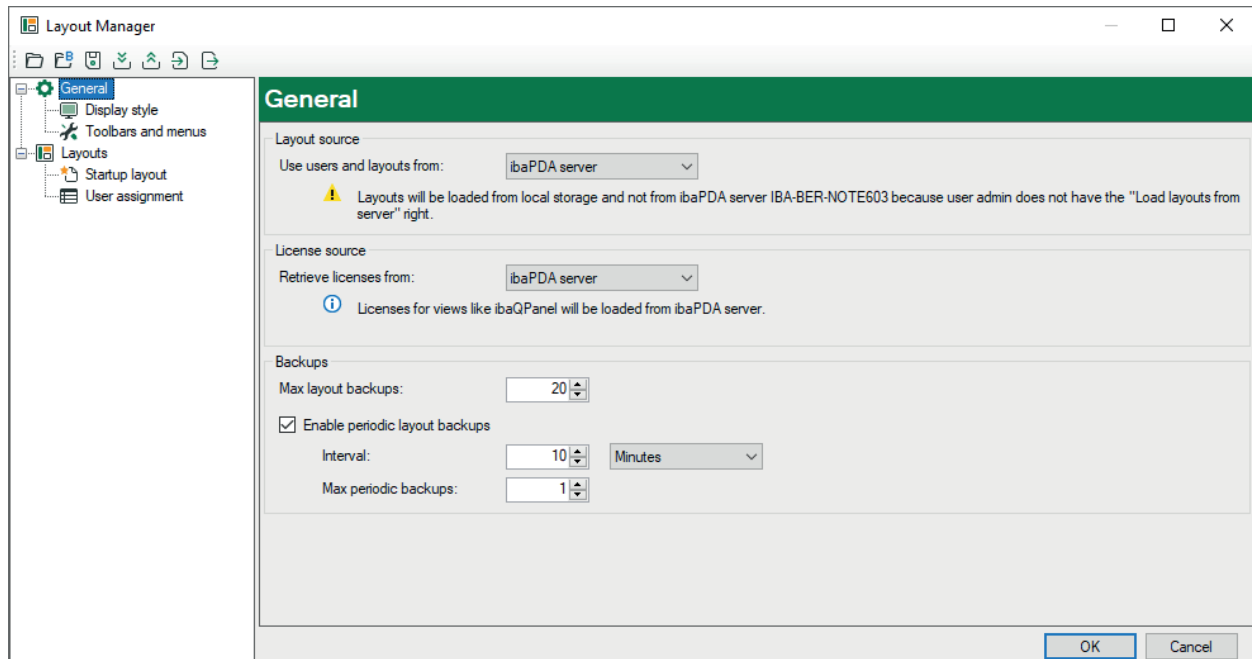 Layout Manager
General
Display style
Toolbars and menus
Layouts
Startup layout
User assignment
General
Layout source
Use users and layouts from: ibaPDA server
Layouts will be loaded from local storage and not from ibaPDA server IBA-BER-NOTE603 because user admin does not have the "Load layouts from
server" right.
License source
Retrieve licenses from: ibaPDA server
Licenses for views like ibaQPanel will be loaded from ibaPDA server.
Backups
Max layout backups: 20
Enable periodic layout backups
Interval: 10 Minutes
Max periodic backups: 1
OK Cancel